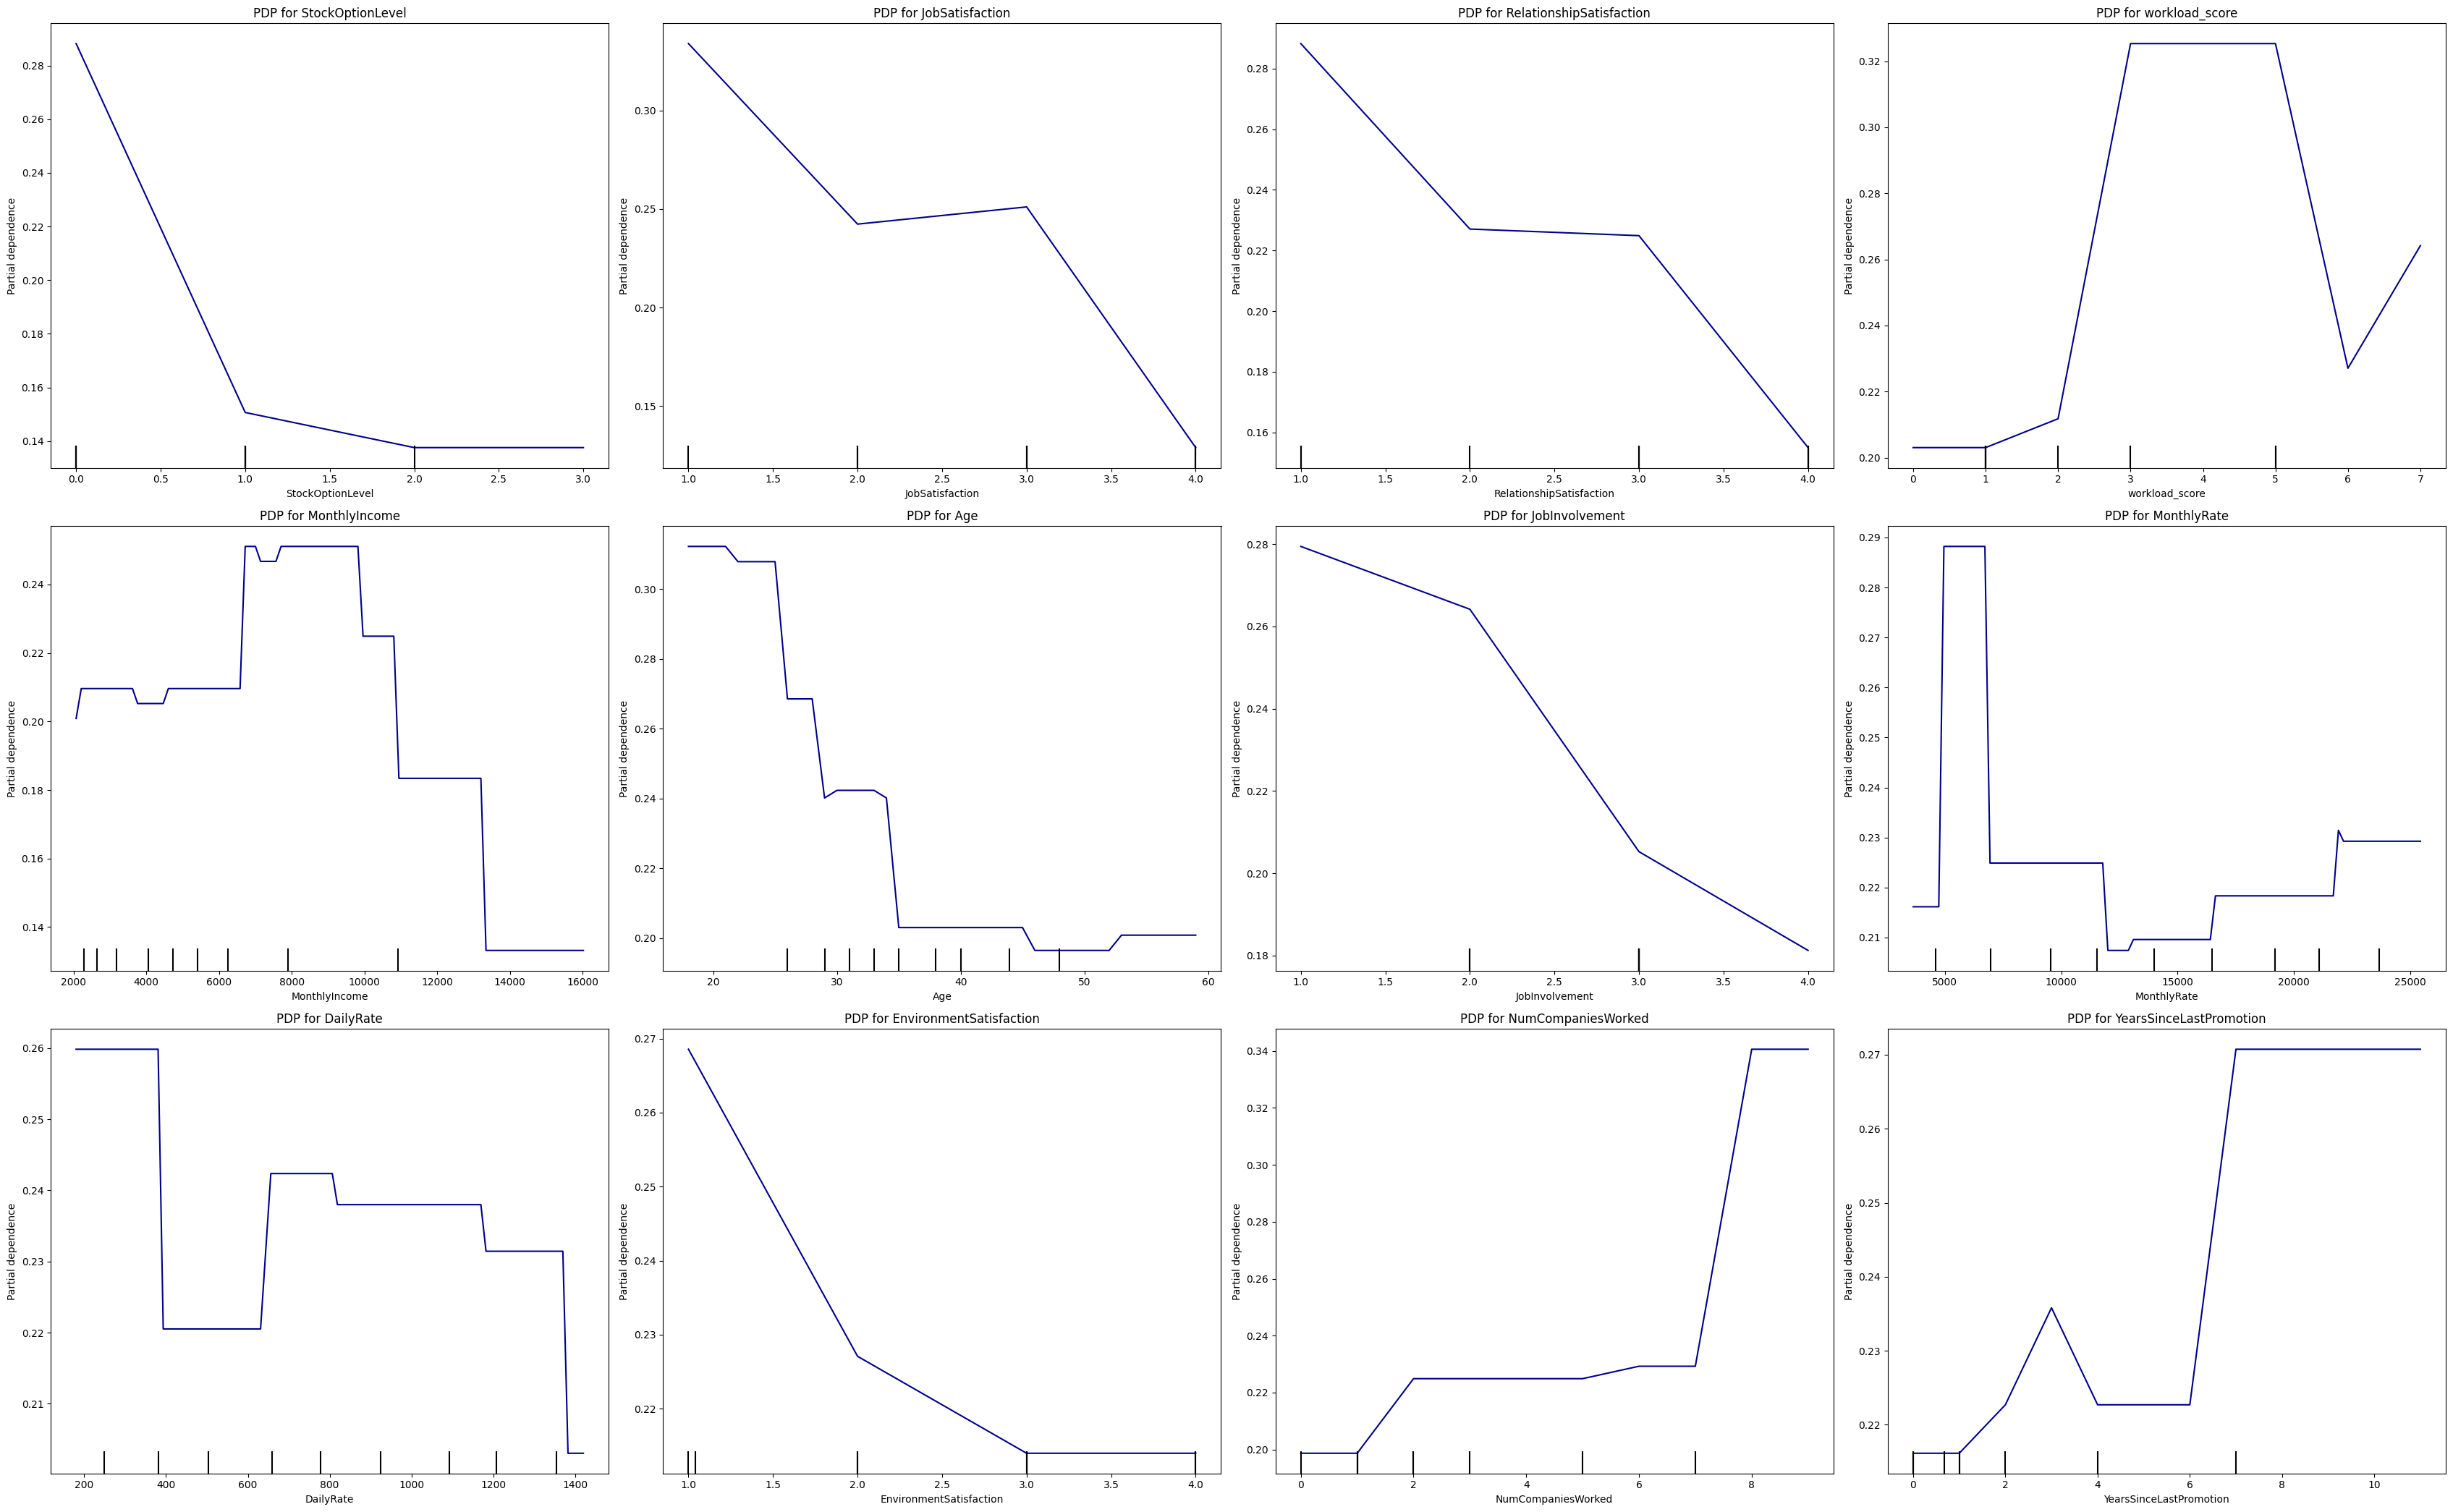 PDP for StockOptionLevel
Partial dependence
0.28
0.26
0.24
0.22
0.20
0.18
0.16
0.14
0.0 0.5 1.0 1.5 2.0 2.5 3.0
StockOptionLevel
PDP for JobSatisfaction
Partial dependence
0.30
0.25
0.20
0.15
1.0 1.5 2.0 2.5 3.0 3.5 4.0
JobSatisfaction
PDP for RelationshipSatisfaction
Partial dependence
0.28
0.26
0.24
0.22
0.20
0.18
0.16
1.0 1.5 2.0 2.5 3.0 3.5 4.0
RelationshipSatisfaction
PDP for workload_score
Partial dependence
0.32
0.30
0.28
0.26
0.24
0.22
0.20
0 1 2 3 4 5 6 7
workload_score
PDP for MonthlyIncome
Partial dependence
0.24
0.22
0.20
0.18
0.16
0.14
2000 4000 6000 8000 10000 12000 14000 16000
MonthlyIncome
PDP for Age
Partial dependence
0.30
0.28
0.26
0.24
0.22
0.20
20 30 40 50 60
Age
PDP for JobInvolvement
Partial dependence
0.28
0.26
0.24
0.22
0.20
0.18
1.0 1.5 2.0 2.5 3.0 3.5 4.0
JobInvolvement
PDP for MonthlyRate
Partial dependence
0.29
0.28
0.27
0.26
0.25
0.24
0.23
0.22
0.21
5000 10000 15000 20000 25000
MonthlyRate
PDP for DailyRate
Partial dependence
0.26
0.25
0.24
0.23
0.22
0.21
200 400 600 800 1000 1200 1400
DailyRate
PDP for EnvironmentSatisfaction
Partial dependence
0.27
0.26
0.25
0.24
0.23
0.22
1.0 1.5 2.0 2.5 3.0 3.5 4.0
EnvironmentSatisfaction
PDP for NumCompaniesWorked
Partial dependence
0.34
0.32
0.30
0.28
0.26
0.24
0.22
0.20
0 2 4 6 8
NumCompaniesWorked
PDP for YearsSinceLastPromotion
Partial dependence
0.27
0.26
0.25
0.24
0.23
0.22
0 2 4 6 8 10
YearsSinceLastPromotion